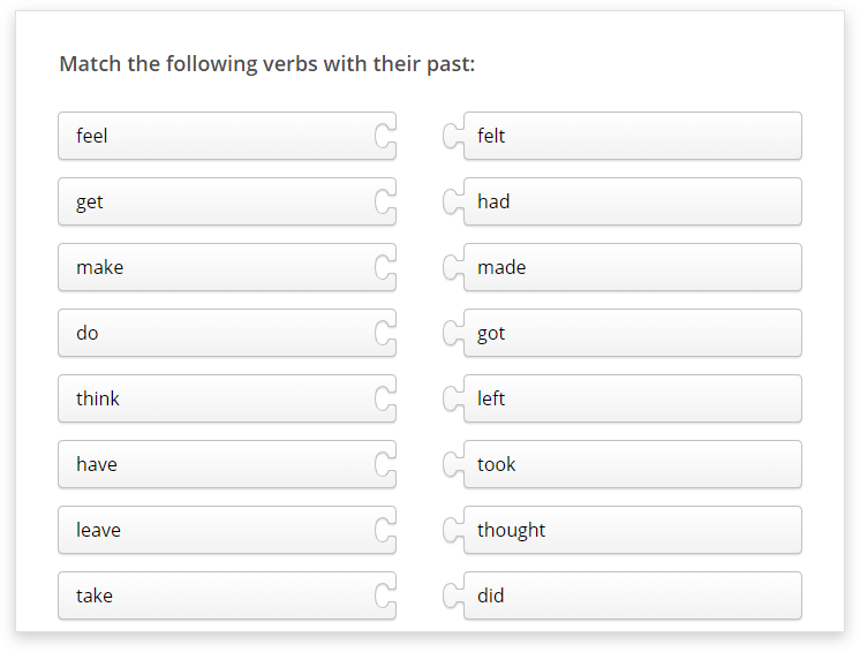 Match the following verbs with their past:
feel felt
get had
make made
do got
think left
have took
leave thought
take did